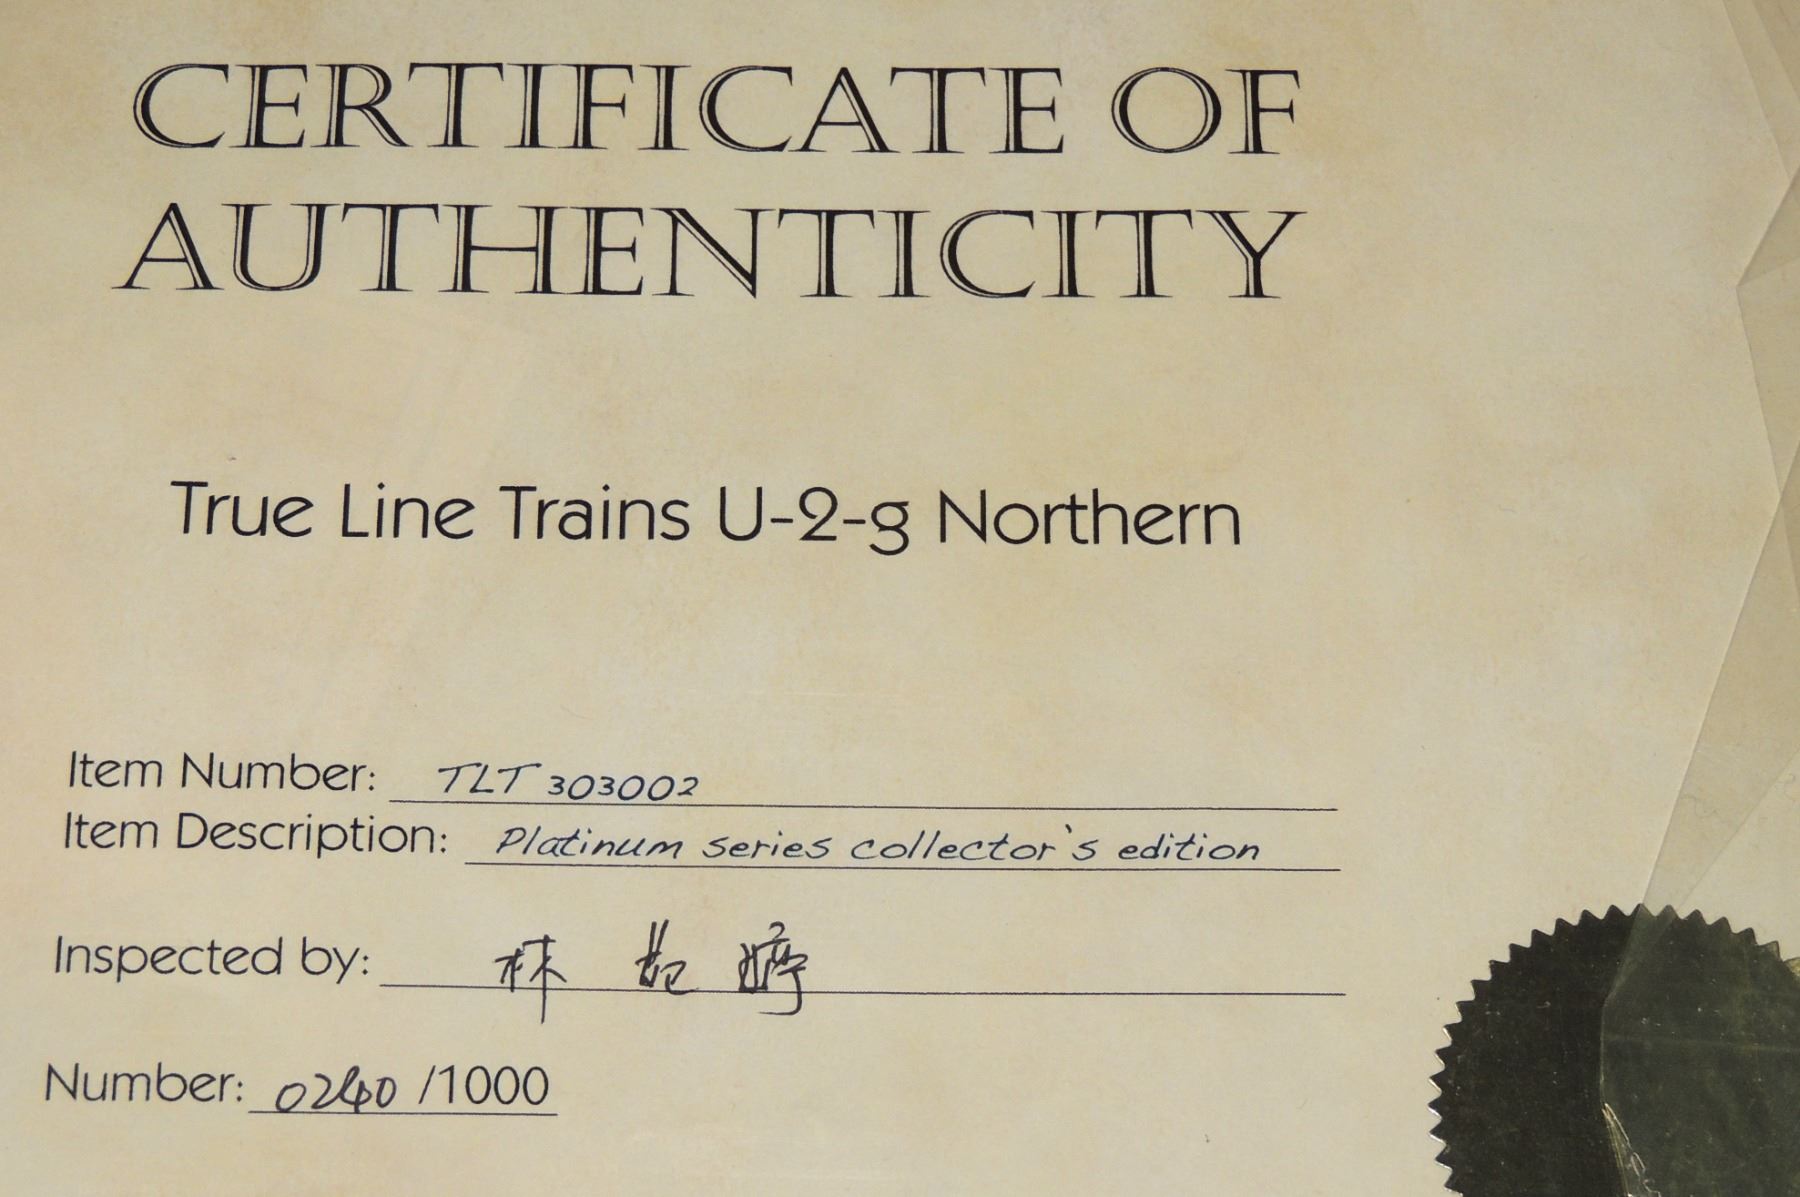 CERTIFICATE OF
AUTHENTICITY
True Line Trains U-2-g Northern
Item Number: TLT 303002
Item Description: Platinum series collector's edition
Inspected by: 林
Number: 0240 /1000